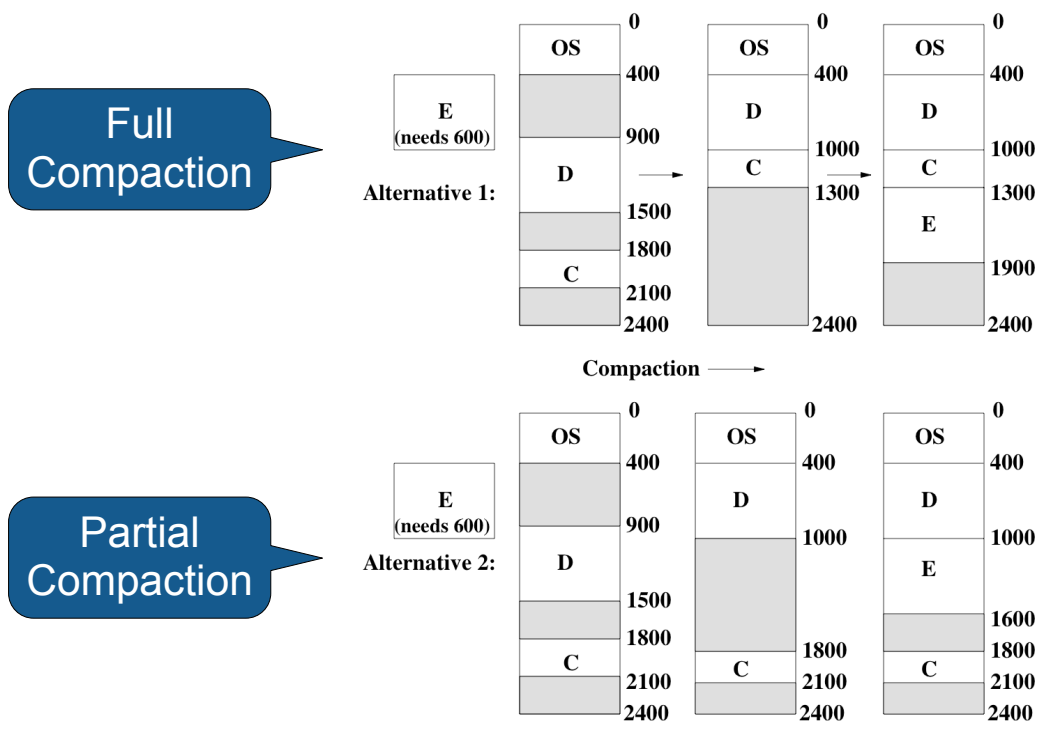 Full
Compaction
E
(needs 600)
Alternative 1:
0
OS
400
900
D
1500
1800
C
2100
2400
0
OS
400
D
1000
C
1300
2400
0
OS
400
D
1000
C
1300
E
1900
2400
Compaction
Partial
Compaction
E
(needs 600)
Alternative 2:
0
OS
400
900
D
1500
1800
C
2100
2400
0
OS
400
D
1000
1800
C
2100
2400
0
OS
400
D
1000
E
1600
1800
C
2100
2400